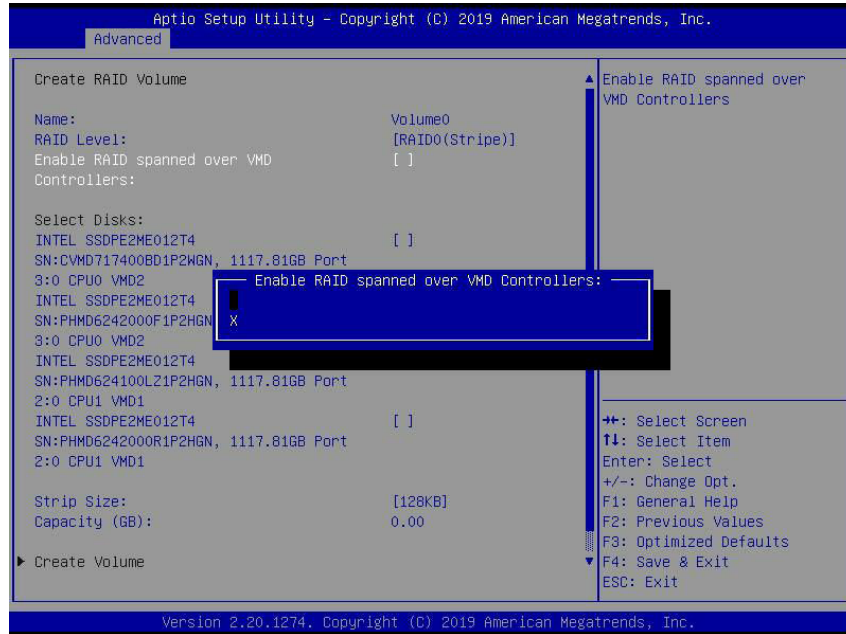 Aptio Setup Utility – Copyright (C) 2019 American Megatrends, Inc.
Advanced
Create RAID Volume
Name: Volume0
RAID Level: [RAID0(Stripe)]
Enable RAID spanned over VMD [ ]
Controllers:
Select Disks:
INTEL SSDPE2ME012T4 [ ]
SN:CVMD717400BD1P2WGN, 1117.81GB Port
3:0 CPU0 VMD2
INTEL SSDPE2ME012T4
SN:PHMD6242000F1P2HGN
3:0 CPU0 VMD2
INTEL SSDPE2ME012T4
SN:PHMD624100LZ1P2HGN, 1117.81GB Port
2:0 CPU1 VMD1
INTEL SSDPE2ME012T4 [ ]
SN:PHMD6242000R1P2HGN, 1117.81GB Port
2:0 CPU1 VMD1
Strip Size: [128KB]
Capacity (GB): 0.00
Create Volume
Enable RAID spanned over VMD Controllers:
X
Enable RAID spanned over
VMD Controllers
→←: Select Screen
↑↓: Select Item
Enter: Select
+/-: Change Opt.
F1: General Help
F2: Previous Values
F3: Optimized Defaults
F4: Save & Exit
ESC: Exit
Version 2.20.1274. Copyright (C) 2019 American Megatrends, Inc.